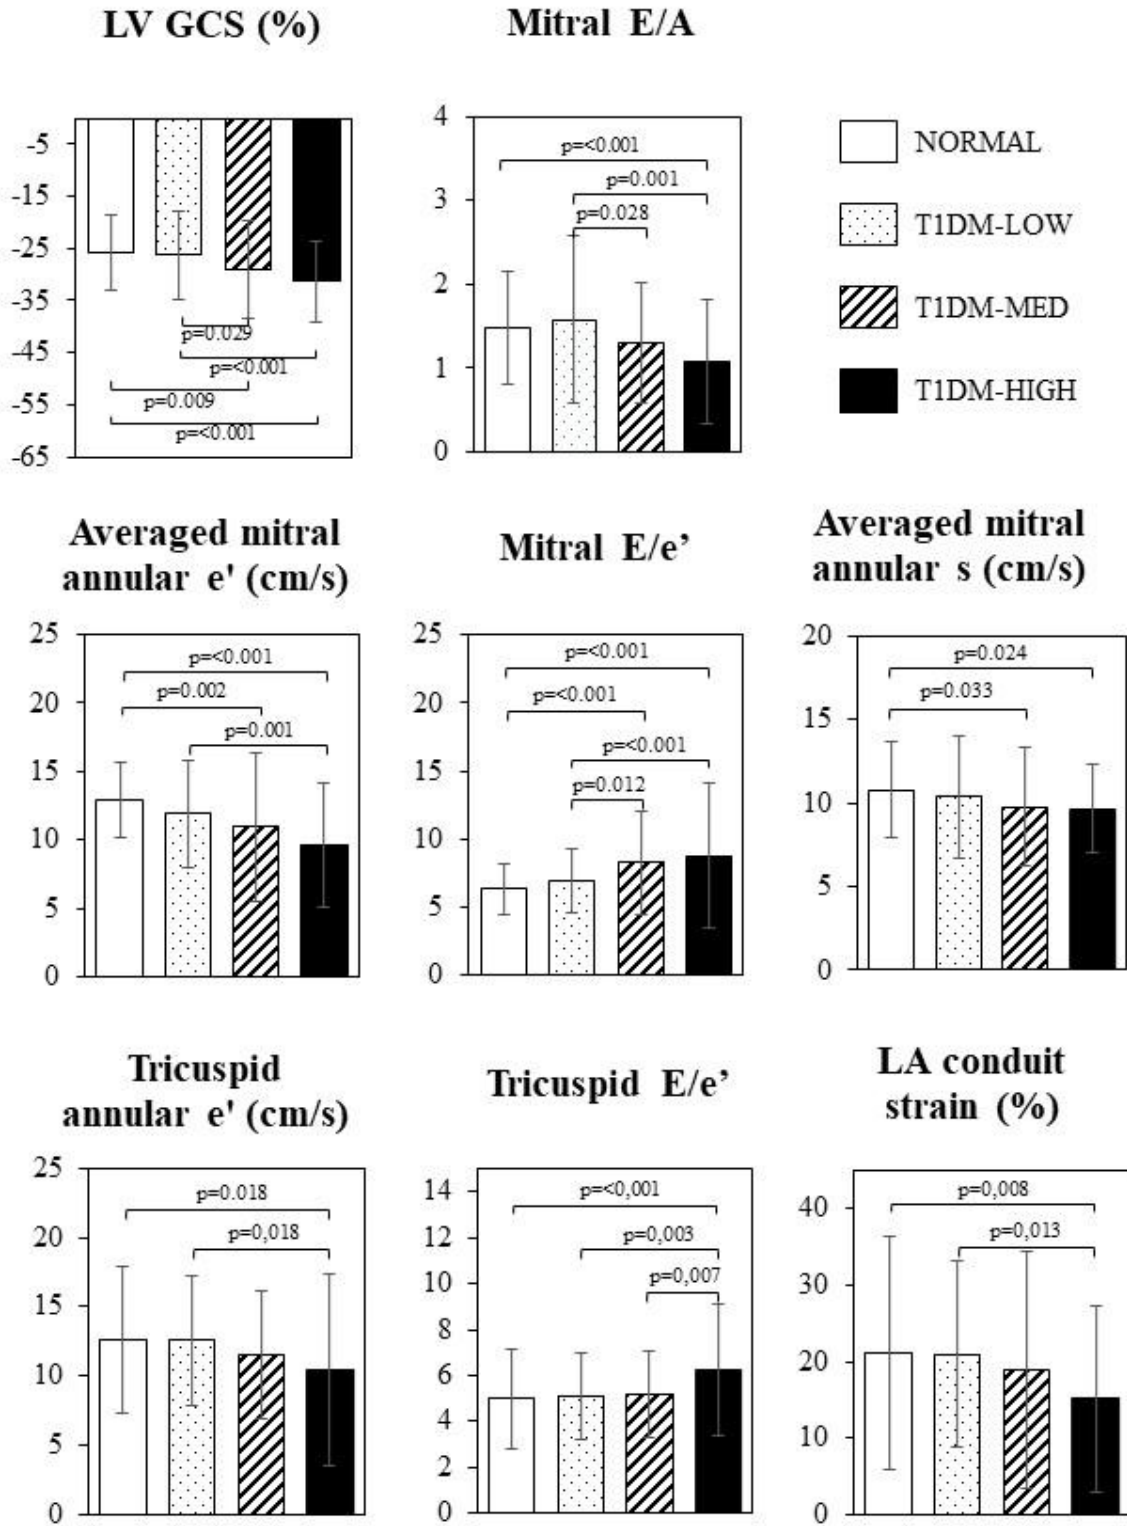 LV GCS (%)
-5
-15
-25
-35
-45
-55
-65
p=0.029
p=<0.001
p=0.009
p=<0.001
Mitral E/A
4
3
2
1
0
p=<0.001
p=0.001
p=0.028
NORMAL
T1DM-LOW
T1DM-MED
T1DM-HIGH
Averaged mitral
annular e' (cm/s)
25
20
15
10
5
0
p=<0.001
p=0.002
p=0.001
Mitral E/e’
25
20
15
10
5
0
p=<0.001
p=<0.001
p=<0.001
p=0.012
Averaged mitral
annular s (cm/s)
20
15
10
5
0
p=0.024
p=0.033
Tricuspid
annular e' (cm/s)
25
20
15
10
5
0
p=0.018
p=0,018
Tricuspid E/e’
14
12
10
8
6
4
2
0
p=<0,001
p=0,003
p=0,007
LA conduit
strain (%)
40
30
20
10
0
p=0,008
p=0,013